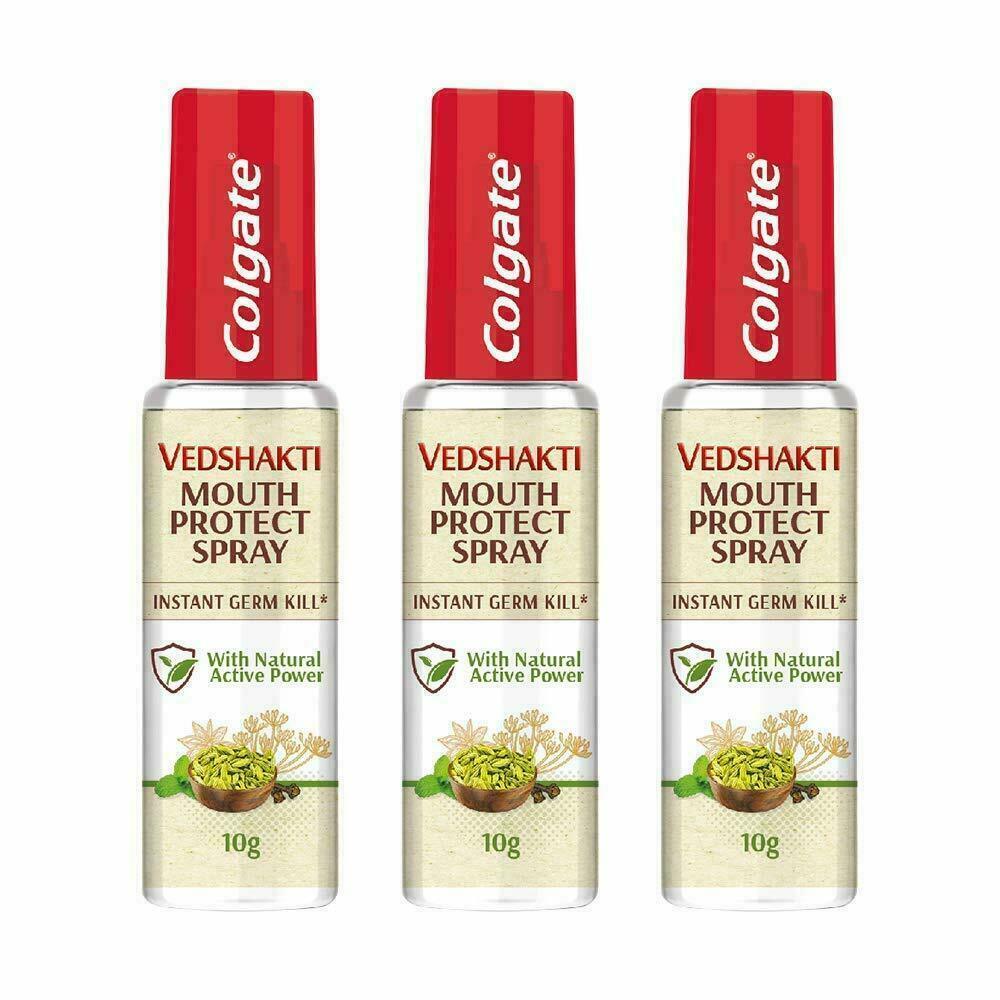 Colgate®
VEDSHAKTI
MOUTH
PROTECT
SPRAY
INSTANT GERM KILL*
With Natural
Active Power
10g
Colgate®
VEDSHAKTI
MOUTH
PROTECT
SPRAY
INSTANT GERM KILL*
With Natural
Active Power
10g
Colgate®
VEDSHAKTI
MOUTH
PROTECT
SPRAY
INSTANT GERM KILL*
With Natural
Active Power
10g